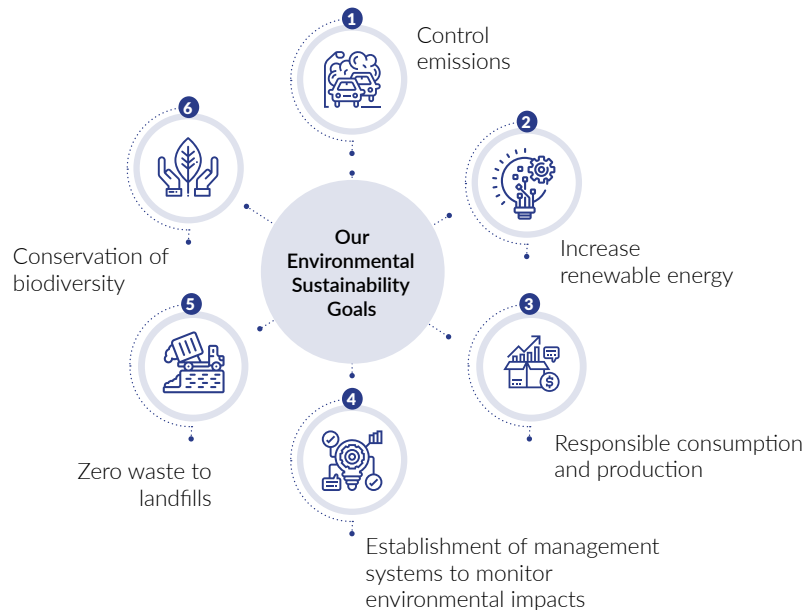 Our
Environmental
Sustainability
Goals
1
Control
emissions
2
Increase
renewable energy
3
Responsible consumption
and production
4
Establishment of management
systems to monitor
environmental impacts
5
Zero waste to
landfills
6
Conservation of
biodiversity
$